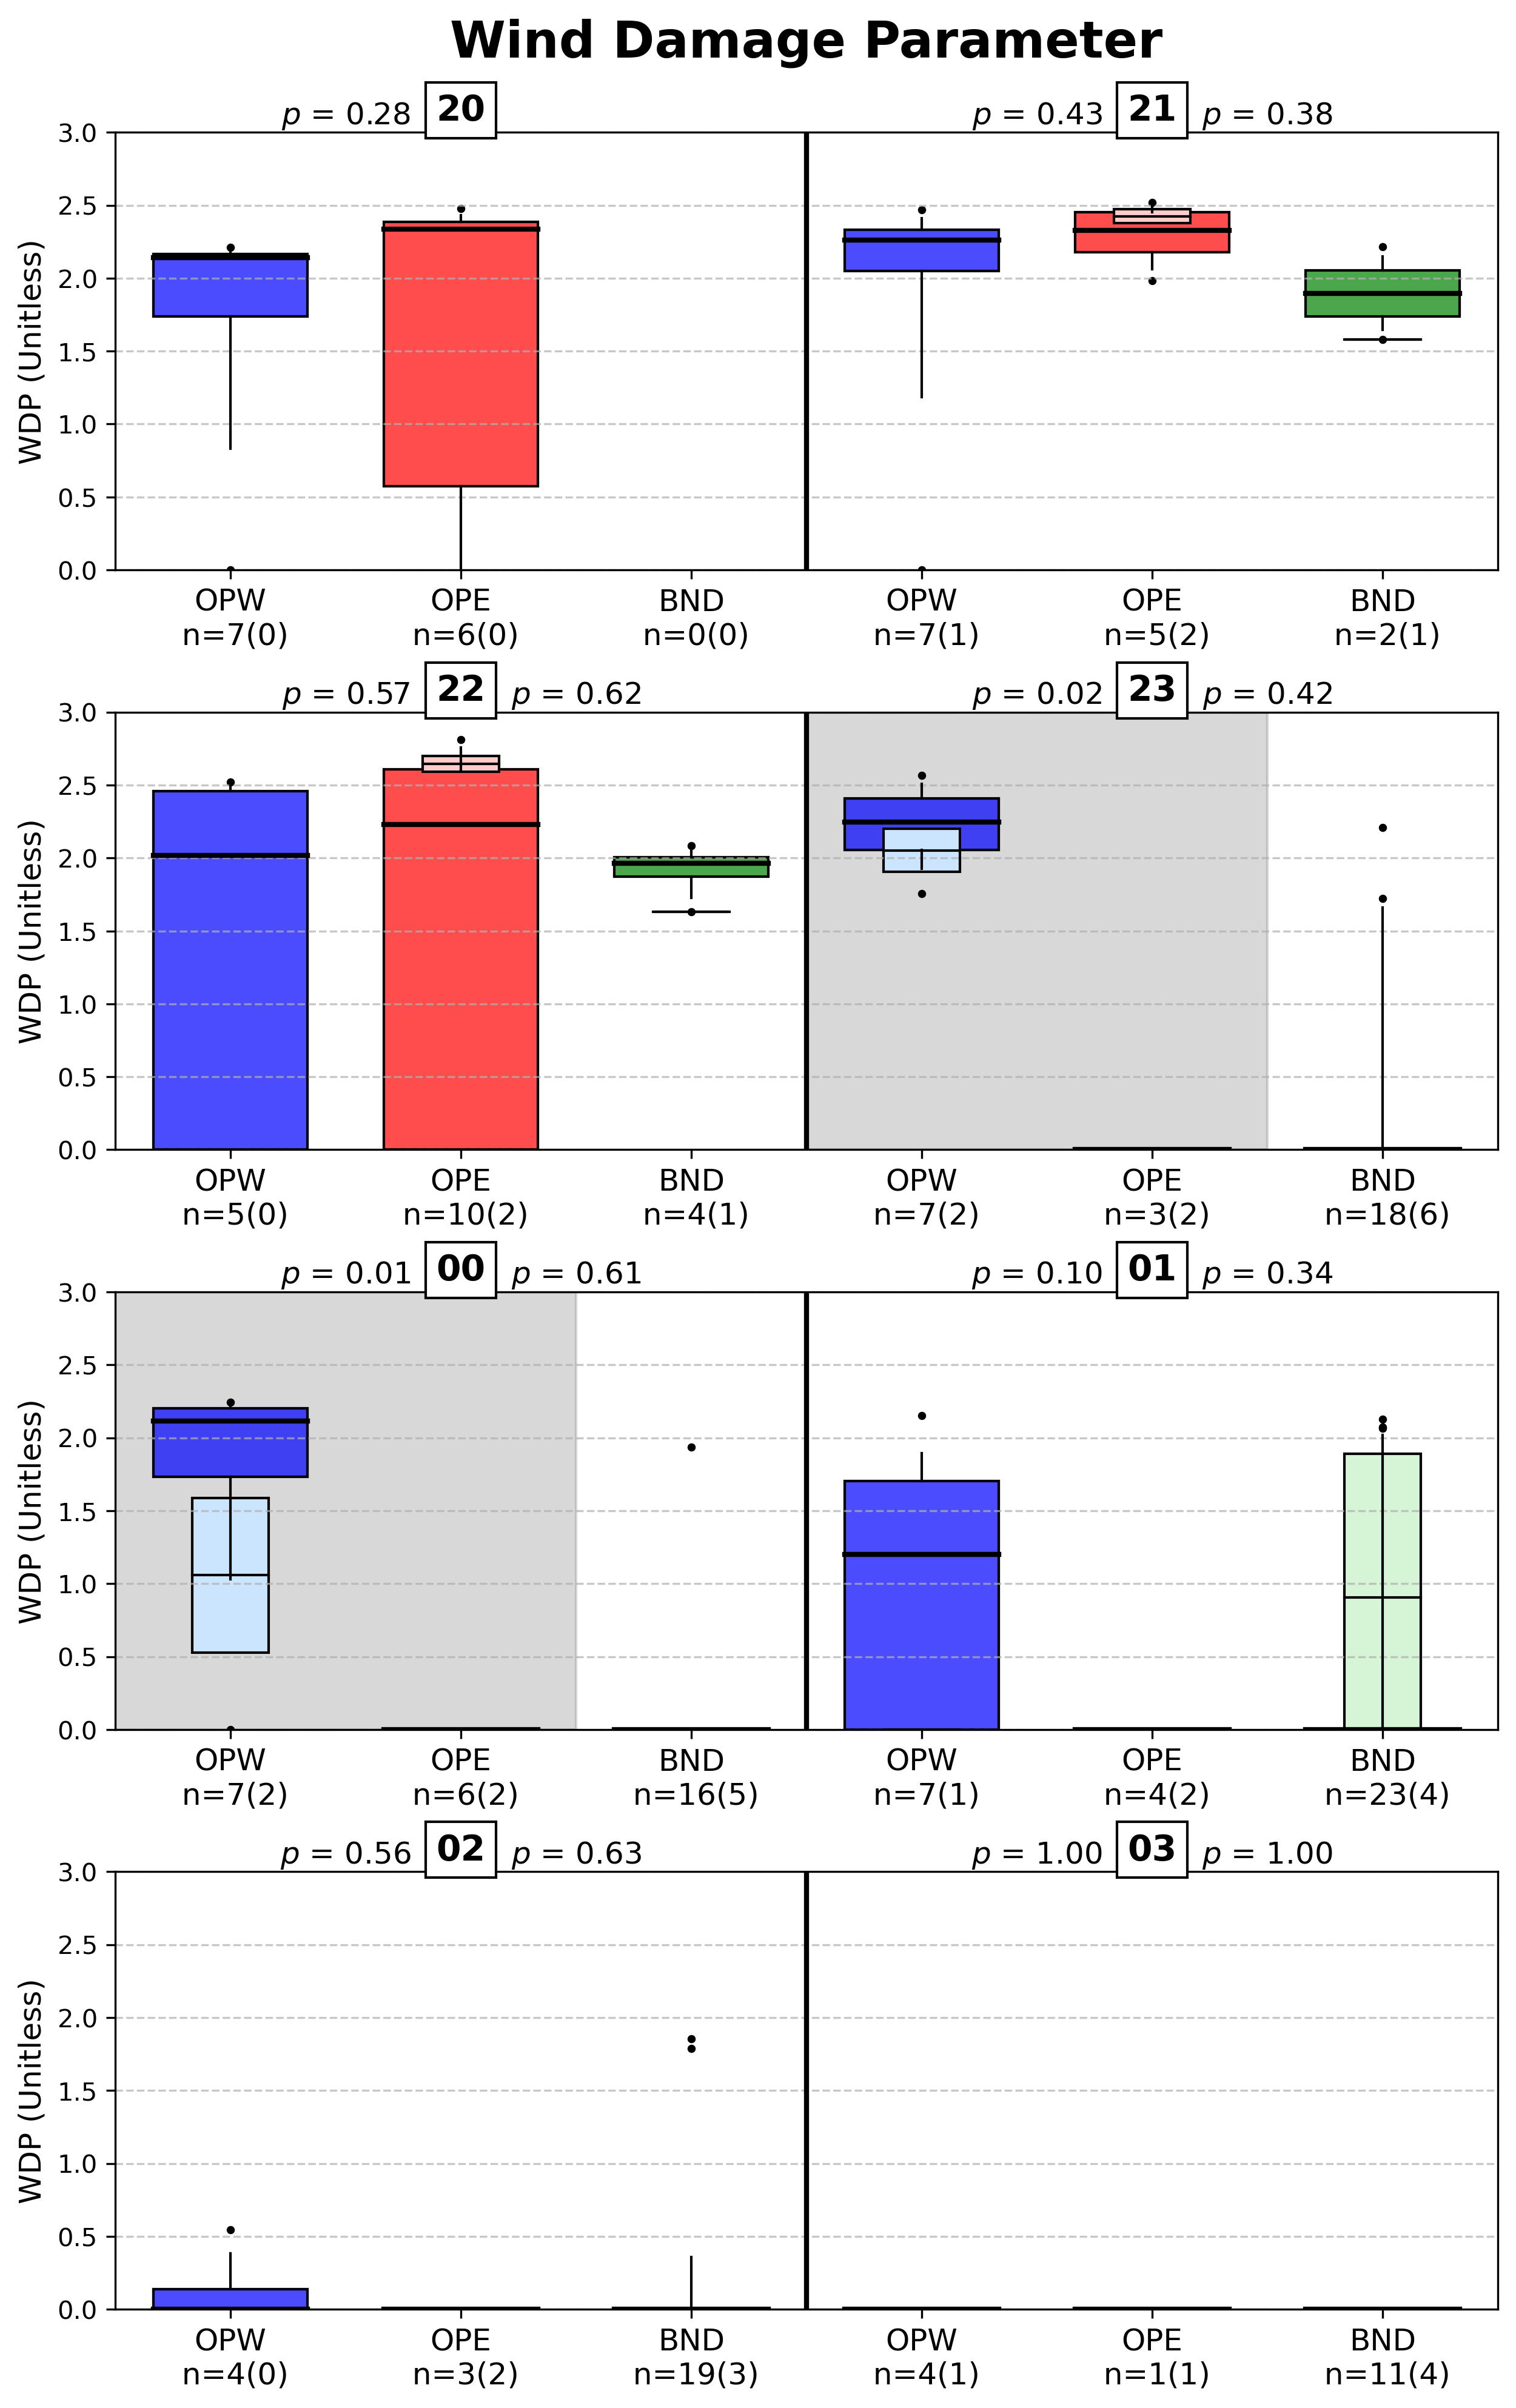 Wind Damage Parameter
p = 0.28 20
p = 0.43 21 p = 0.38
3.0
2.5
2.0
1.5
1.0
0.5
0.0
WDP (Unitless)
OPW OPE BND OPW OPE BND
n=7(0) n=6(0) n=0(0) n=7(1) n=5(2) n=2(1)
p = 0.57 22 p = 0.62
p = 0.02 23 p = 0.42
3.0
2.5
2.0
1.5
1.0
0.5
0.0
WDP (Unitless)
OPW OPE BND OPW OPE BND
n=5(0) n=10(2) n=4(1) n=7(2) n=3(2) n=18(6)
p = 0.01 00 p = 0.61
p = 0.10 01 p = 0.34
3.0
2.5
2.0
1.5
1.0
0.5
0.0
WDP (Unitless)
OPW OPE BND OPW OPE BND
n=7(2) n=6(2) n=16(5) n=7(1) n=4(2) n=23(4)
p = 0.56 02 p = 0.63
p = 1.00 03 p = 1.00
3.0
2.5
2.0
1.5
1.0
0.5
0.0
WDP (Unitless)
OPW OPE BND OPW OPE BND
n=4(0) n=3(2) n=19(3) n=4(1) n=1(1) n=11(4)